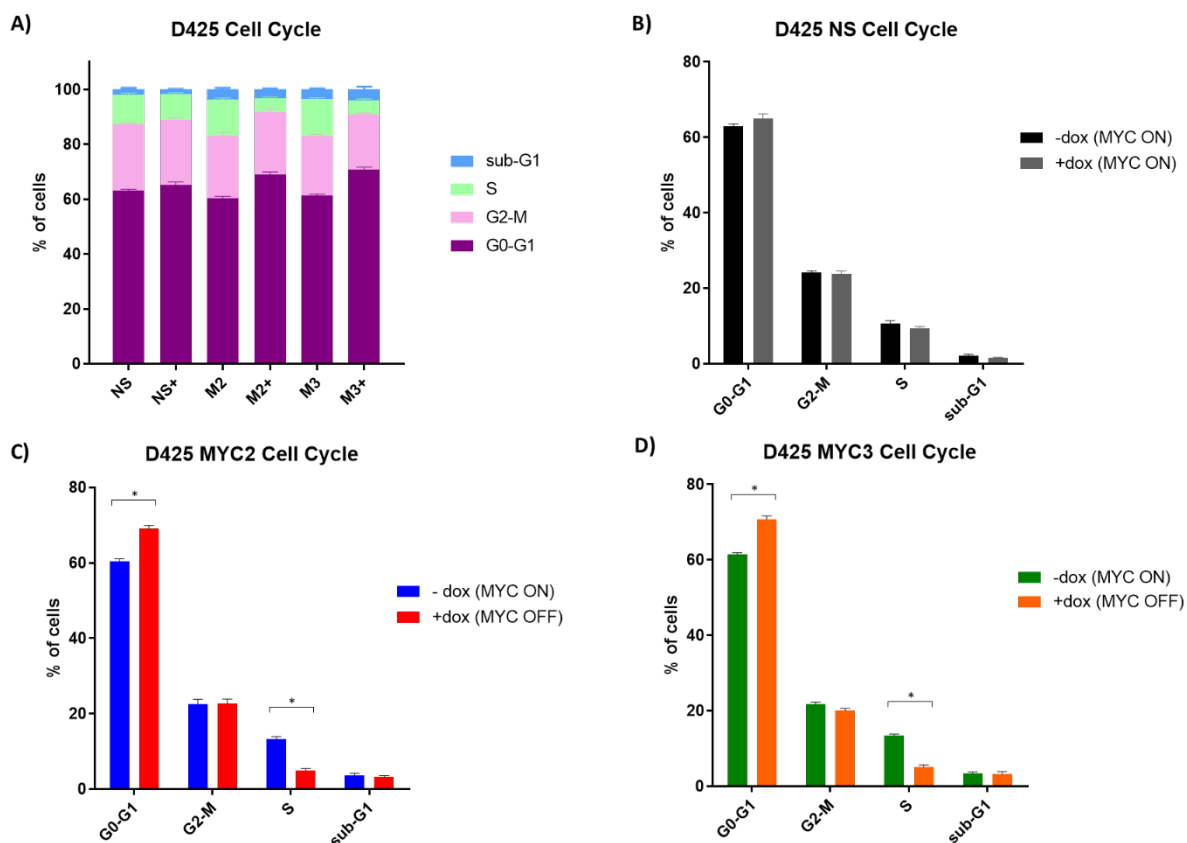 A)
D425 Cell Cycle
% of cells
100
80
60
40
20
0
NS
NS+
M2
M2+
M3
M3+
sub-G1
S
G2-M
G0-G1
B)
D425 NS Cell Cycle
% of cells
80
60
40
20
0
G0-G1
G2-M
S
sub-G1
-dox (MYC ON)
+dox (MYC ON)
C)
D425 MYC2 Cell Cycle
% of cells
80
60
40
20
0
*
*
G0-G1
G2-M
S
sub-G1
- dox (MYC ON)
+dox (MYC OFF)
D)
D425 MYC3 Cell Cycle
% of cells
80
60
40
20
0
*
*
G0-G1
G2-M
S
sub-G1
-dox (MYC ON)
+dox (MYC OFF)